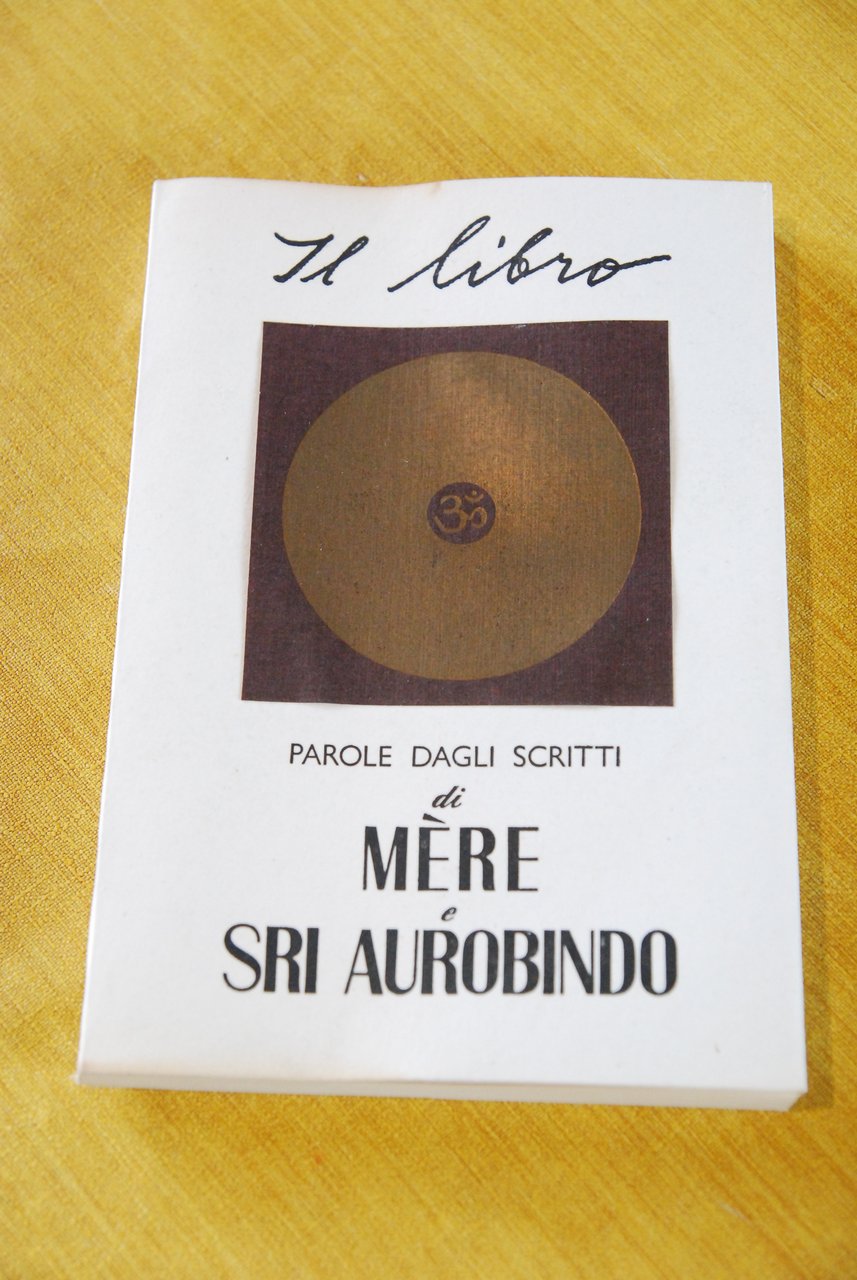 Il libro
ॐ
PAROLE DAGLI SCRITTI
di
MÈRE
e
SRI AUROBINDO